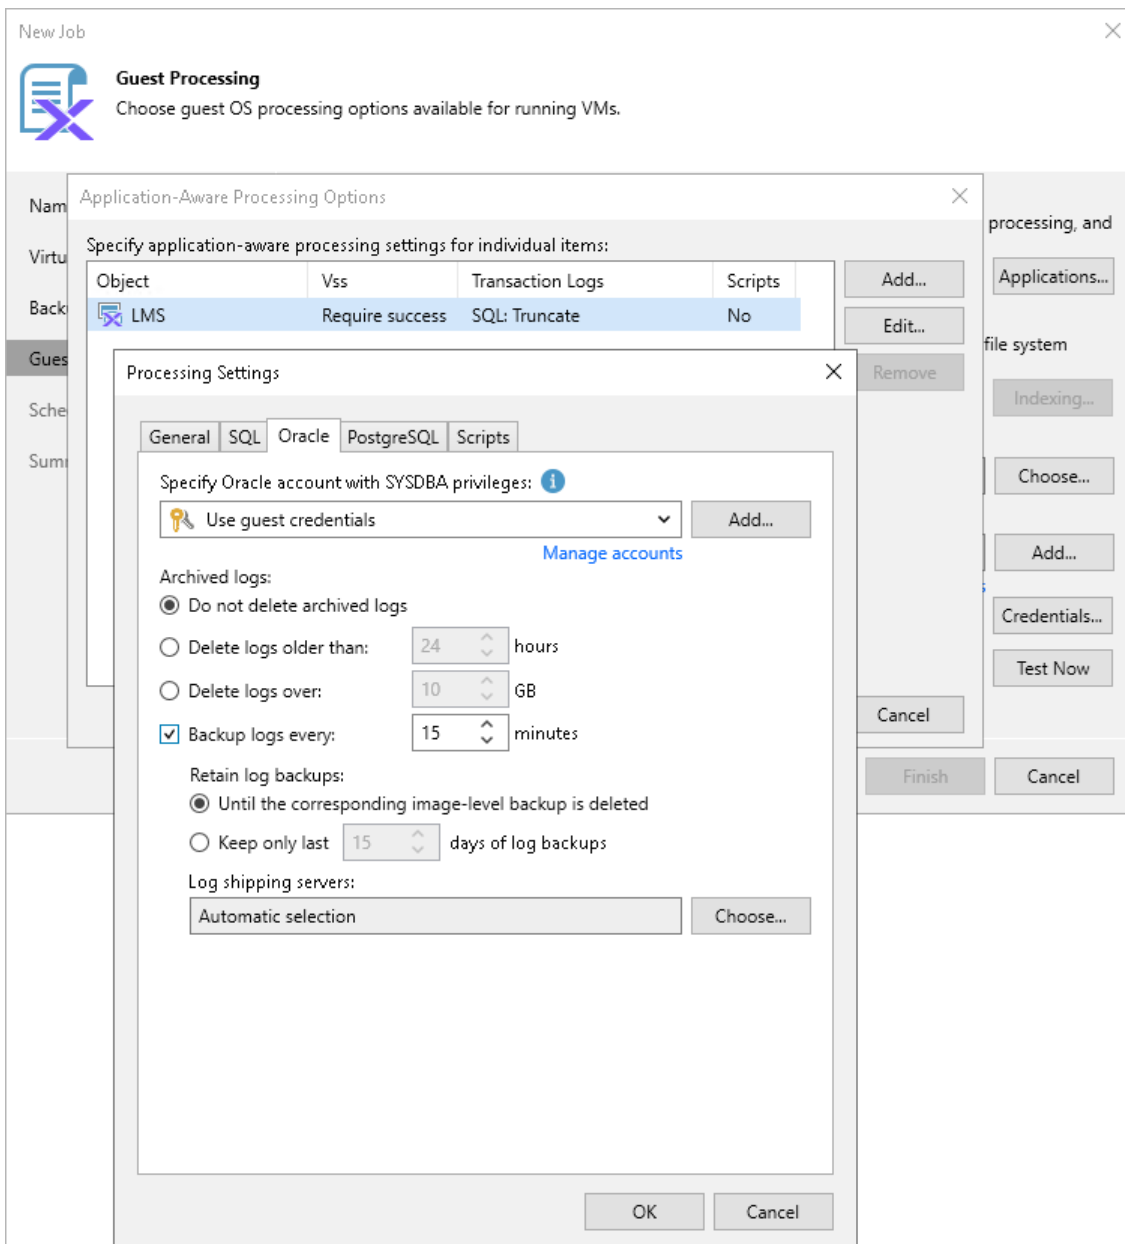 New Job
Guest Processing
Choose guest OS processing options available for running VMs.
Nam
Virtu
Back
Gues
Sche
Sum
Application-Aware Processing Options
Specify application-aware processing settings for individual items:
Object Vss Transaction Logs Scripts
LMS Require success SQL: Truncate No
Add...
Edit...
Remove
Cancel
processing, and
Applications...
file system
Indexing...
Choose...
Add...
Credentials...
Test Now
Finish Cancel
Processing Settings
General SQL Oracle PostgreSQL Scripts
Specify Oracle account with SYSDBA privileges:
Use guest credentials Add...
Manage accounts
Archived logs:
Do not delete archived logs
Delete logs older than: 24 hours
Delete logs over: 10 GB
Backup logs every: 15 minutes
Retain log backups:
Until the corresponding image-level backup is deleted
Keep only last 15 days of log backups
Log shipping servers:
Automatic selection Choose...
OK Cancel